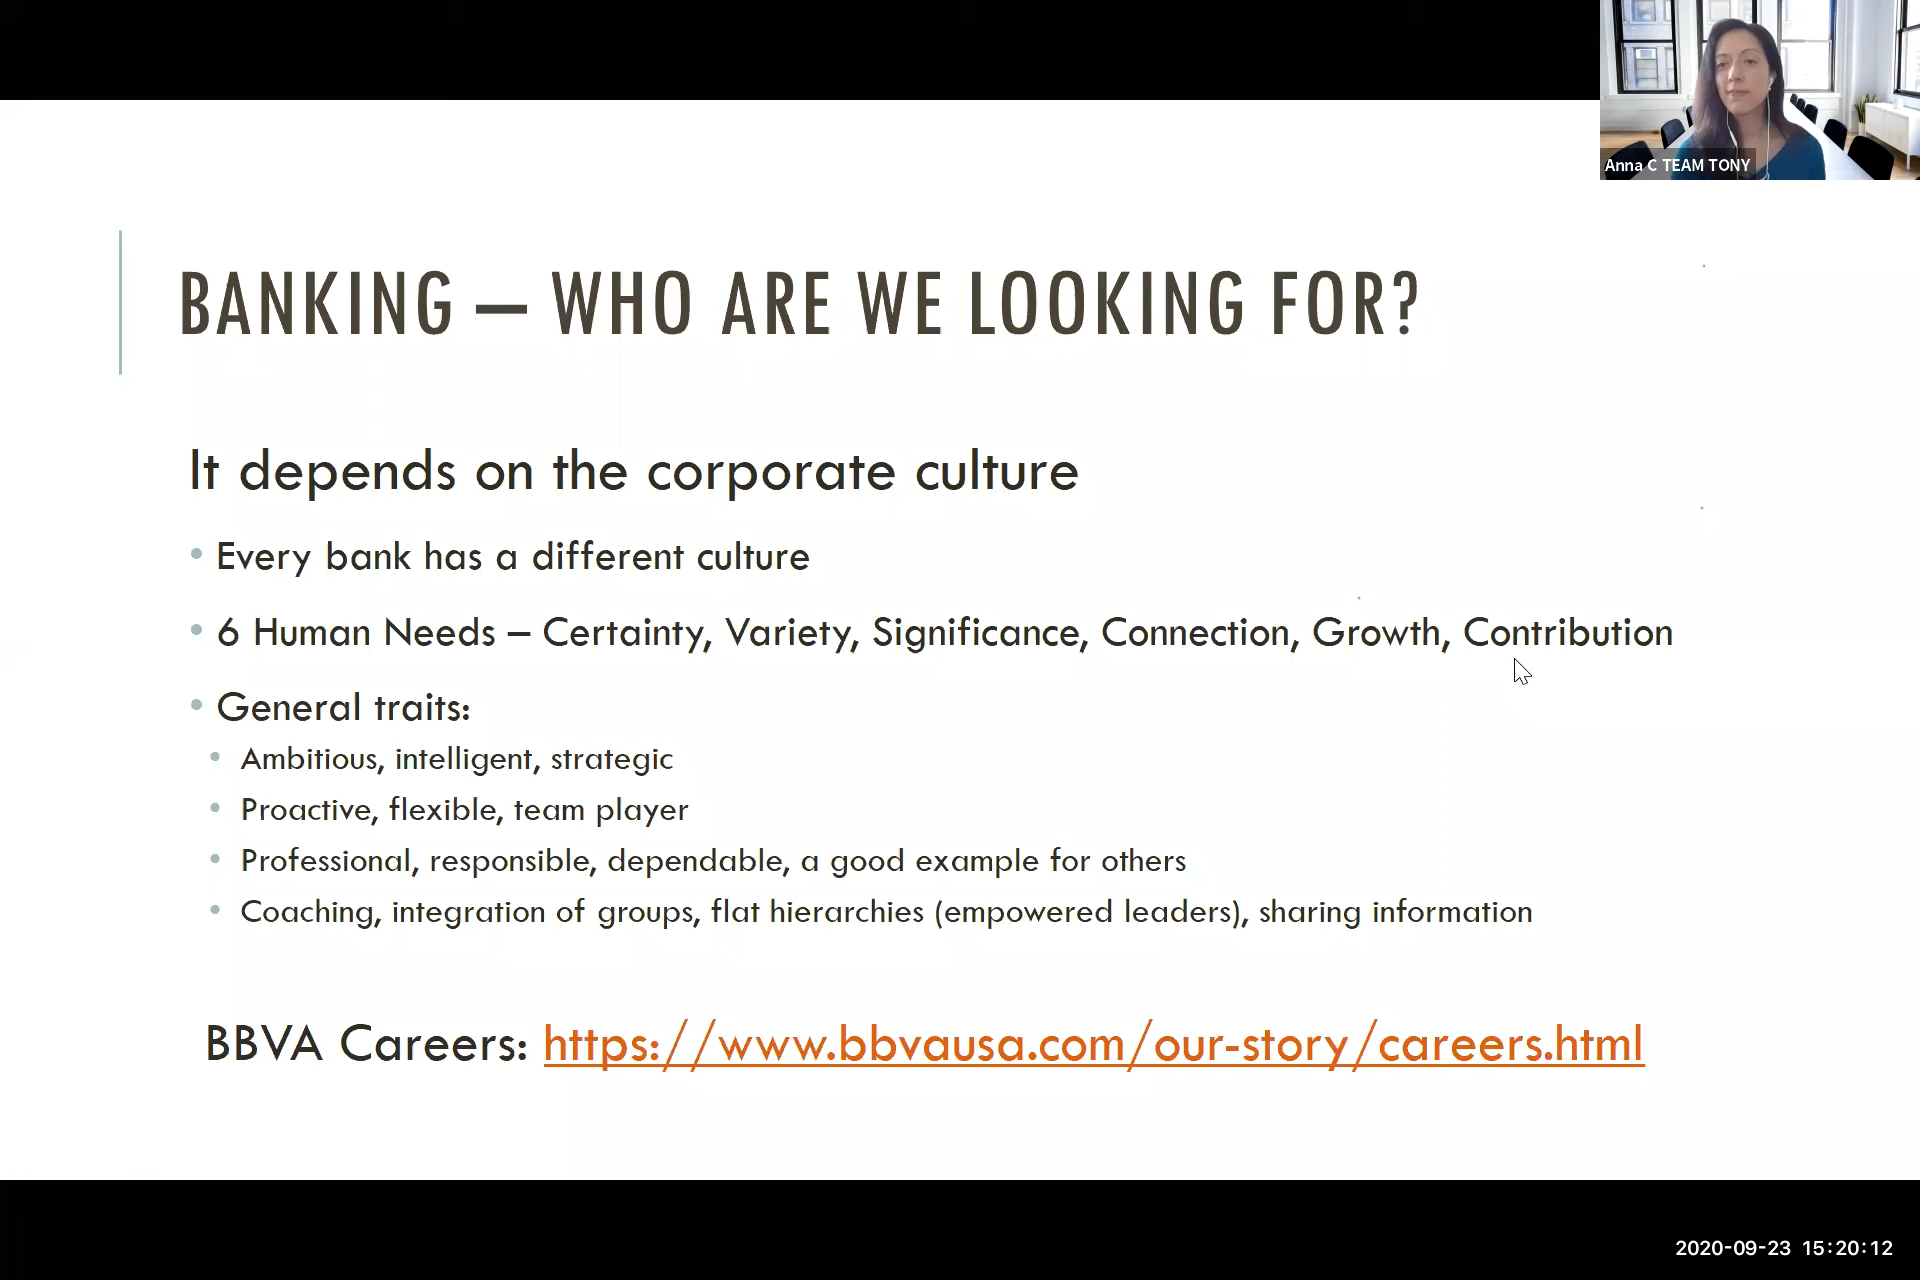 Anna C TEAM TONY
BANKING – WHO ARE WE LOOKING FOR?
It depends on the corporate culture
• Every bank has a different culture
• 6 Human Needs – Certainty, Variety, Significance, Connection, Growth, Contribution
• General traits:
• Ambitious, intelligent, strategic
• Proactive, flexible, team player
• Professional, responsible, dependable, a good example for others
• Coaching, integration of groups, flat hierarchies (empowered leaders), sharing information
BBVA Careers: https://www.bbvausa.com/our-story/careers.html
2020-09-23 15:20:12